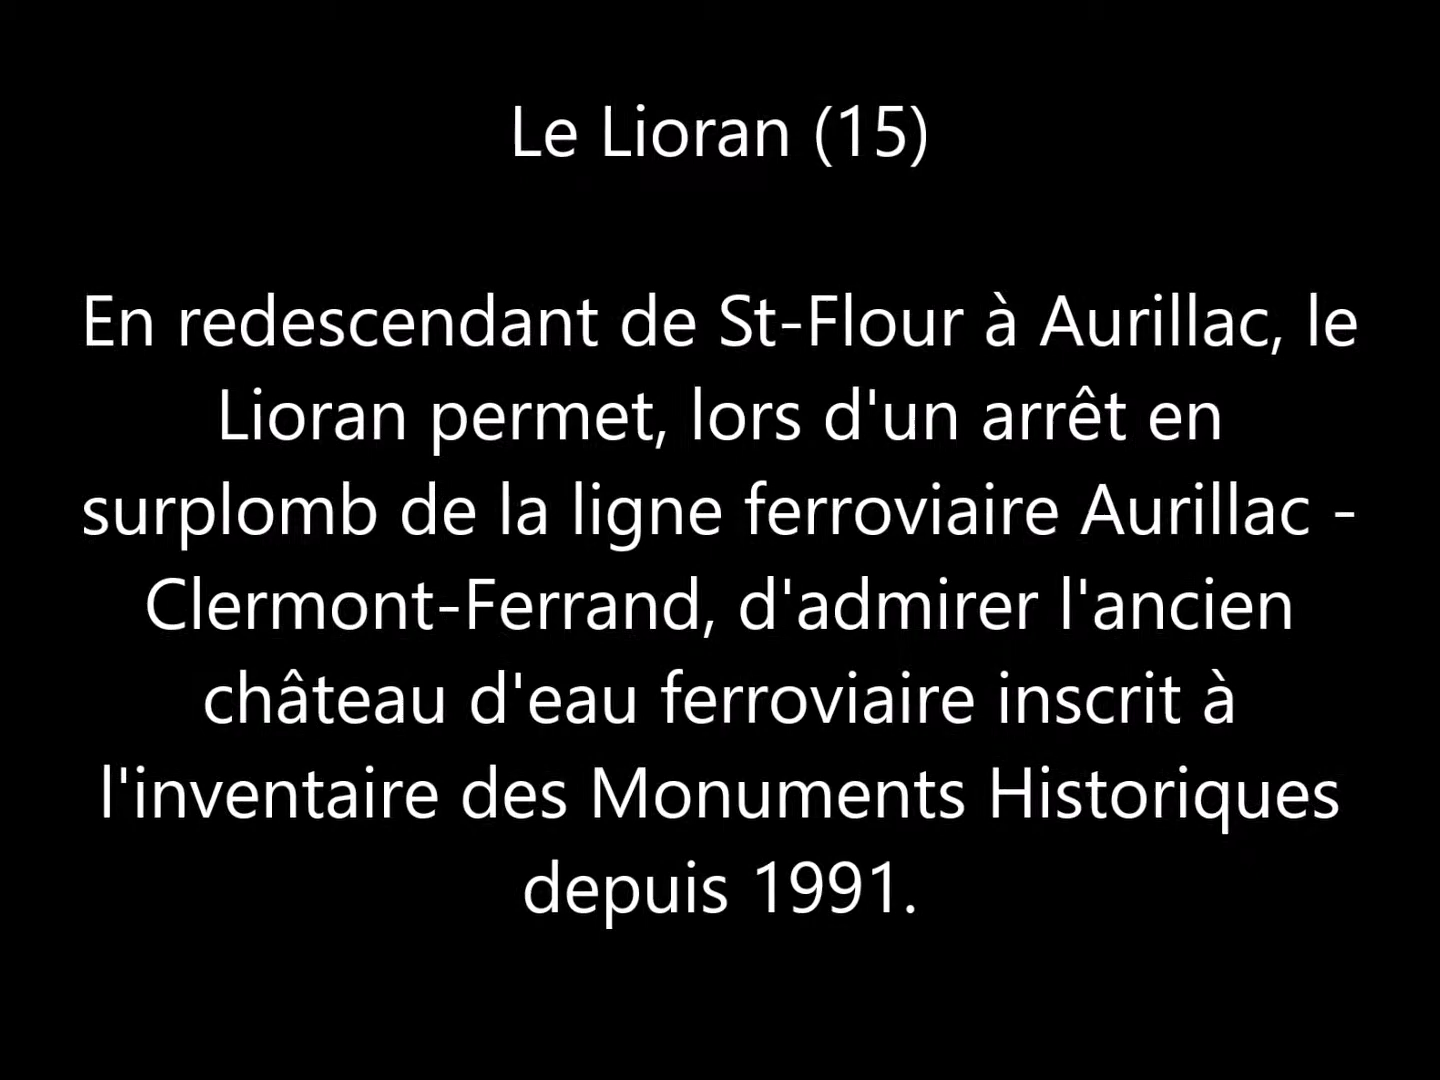 Le Lioran (15)
En redescendant de St-Flour à Aurillac, le
Lioran permet, lors d'un arrêt en
surplomb de la ligne ferroviaire Aurillac -
Clermont-Ferrand, d'admirer l'ancien
château d'eau ferroviaire inscrit à
l'inventaire des Monuments Historiques
depuis 1991.